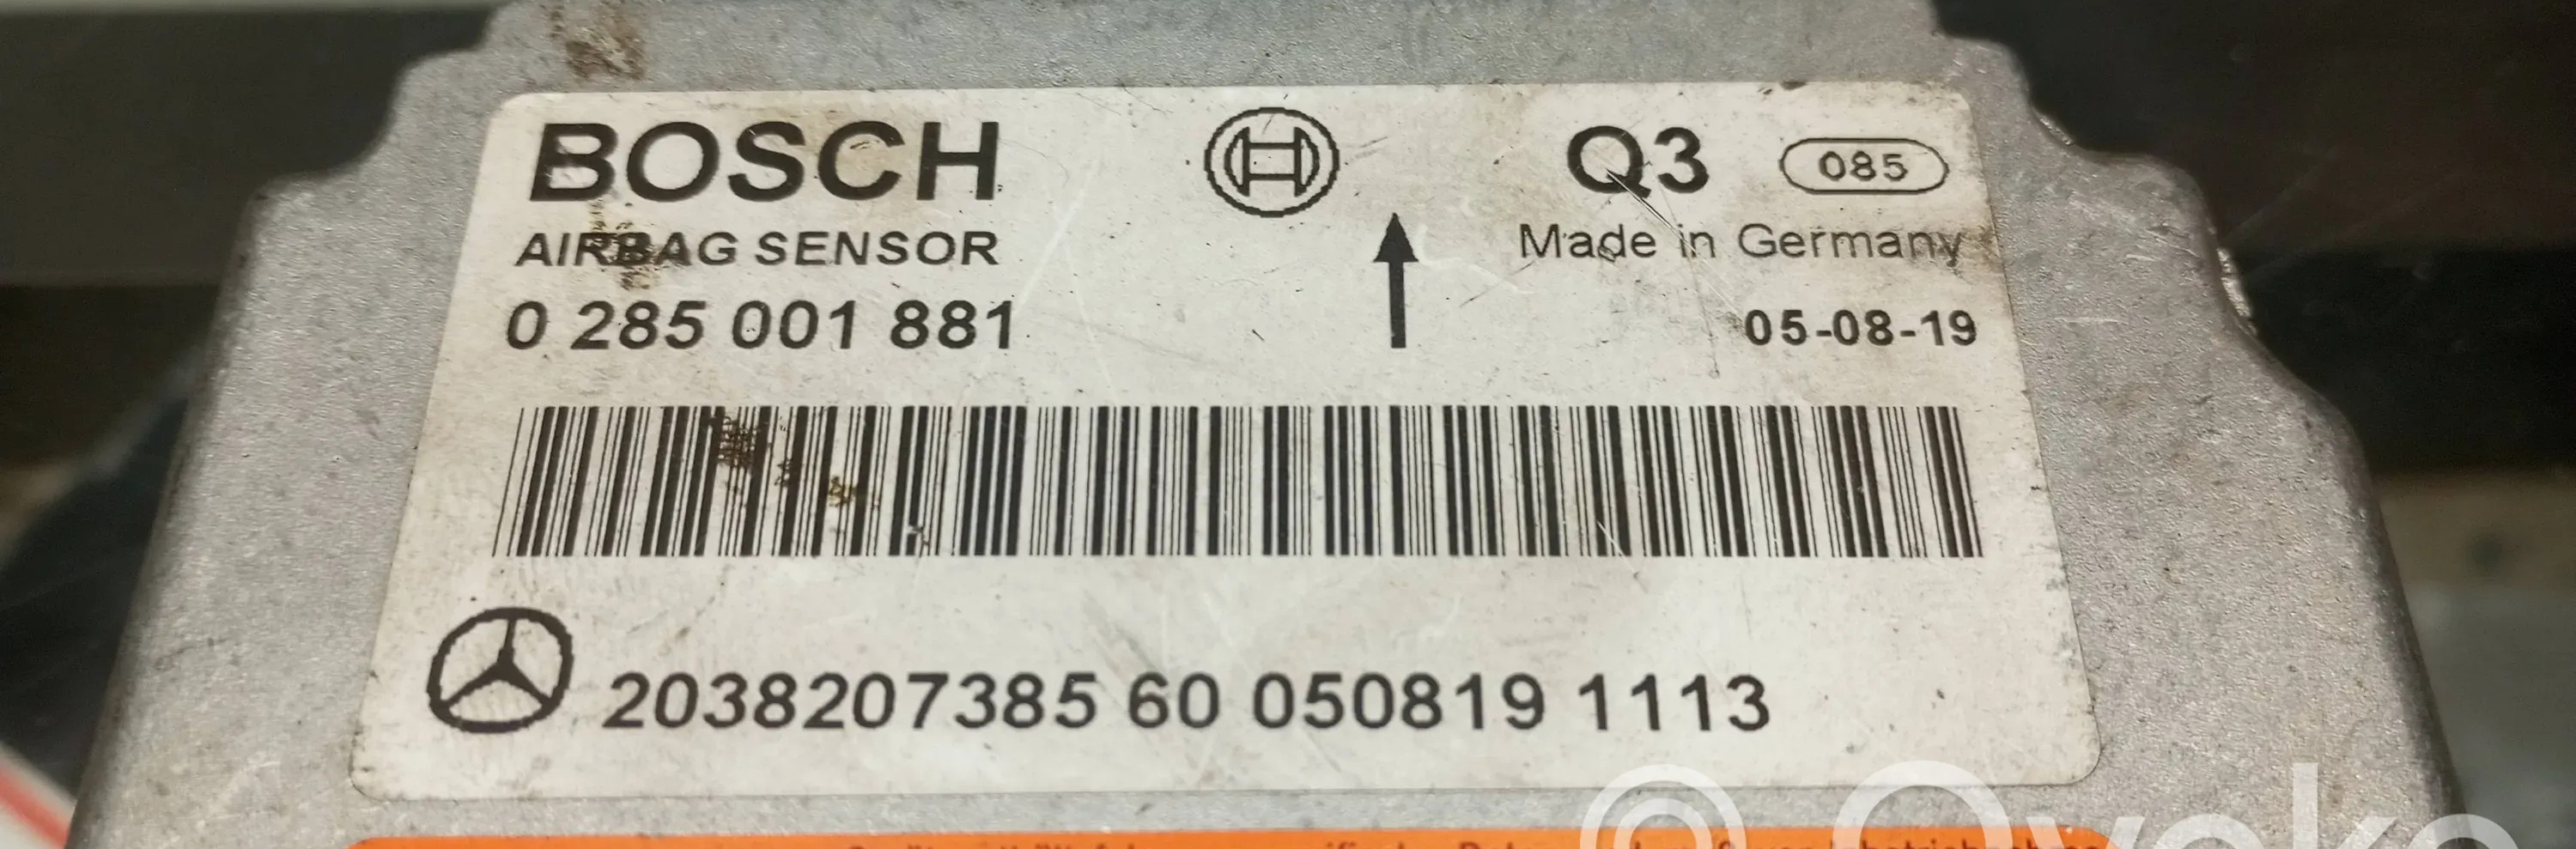 BOSCH
Q3
085
AIRBAG SENSOR
Made in Germany
0 285 001 881
05-08-19
2038207385 60 050819 1113